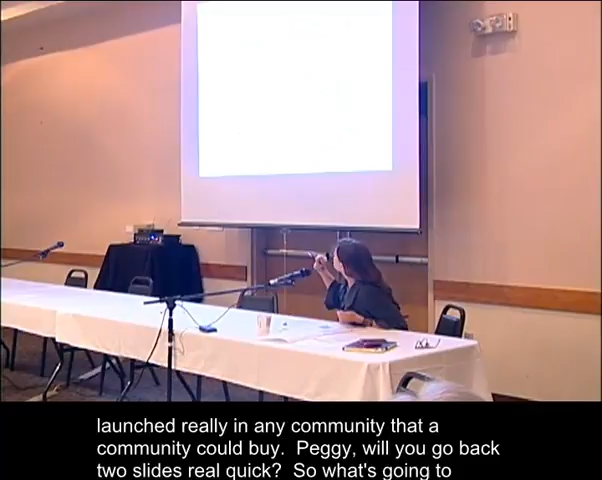 launched really in any community that a
community could buy.  Peggy, will you go back
two slides real quick?  So what's going to